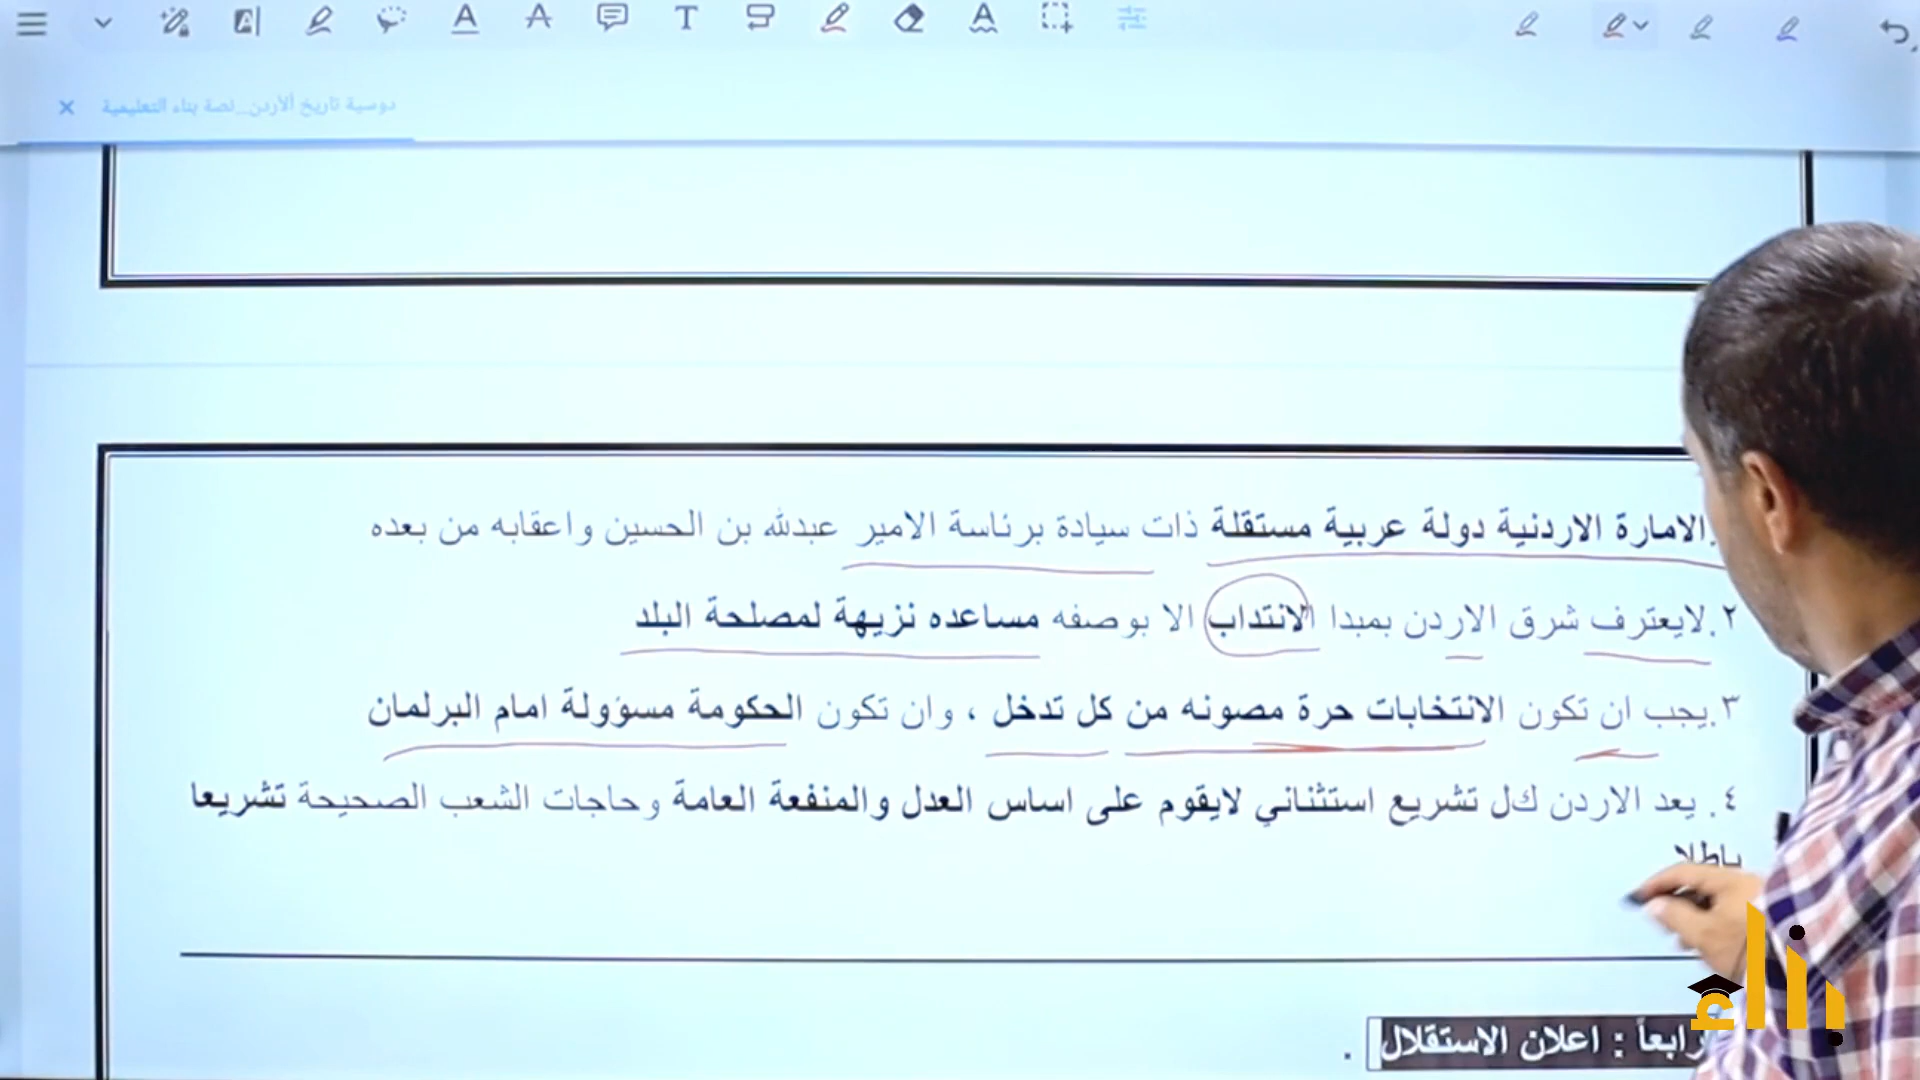 دوسية تاريخ ألأردن_نصة بناء التعليمية
.الامارة الاردنية دولة عربية مستقلة ذات سيادة برئاسة الامير عبدلله بن الحسين واعقابه من بعده
٢.لايعترف شرق الاردن بمبدا الانتداب الا بوصفه مساعده نزيهة لمصلحة البلد
٣.يجب ان تكون الانتخابات حرة مصونه من كل تدخل ، وان تكون الحكومة مسؤولة امام البرلمان
٤. يعد الاردن كل تشريع استثنائي لايقوم على اساس العدل والمنفعة العامة وحاجات الشعب الصحيحة تشريعا
باطلا
رابعاً : اعلان الاستقلال .
بناء